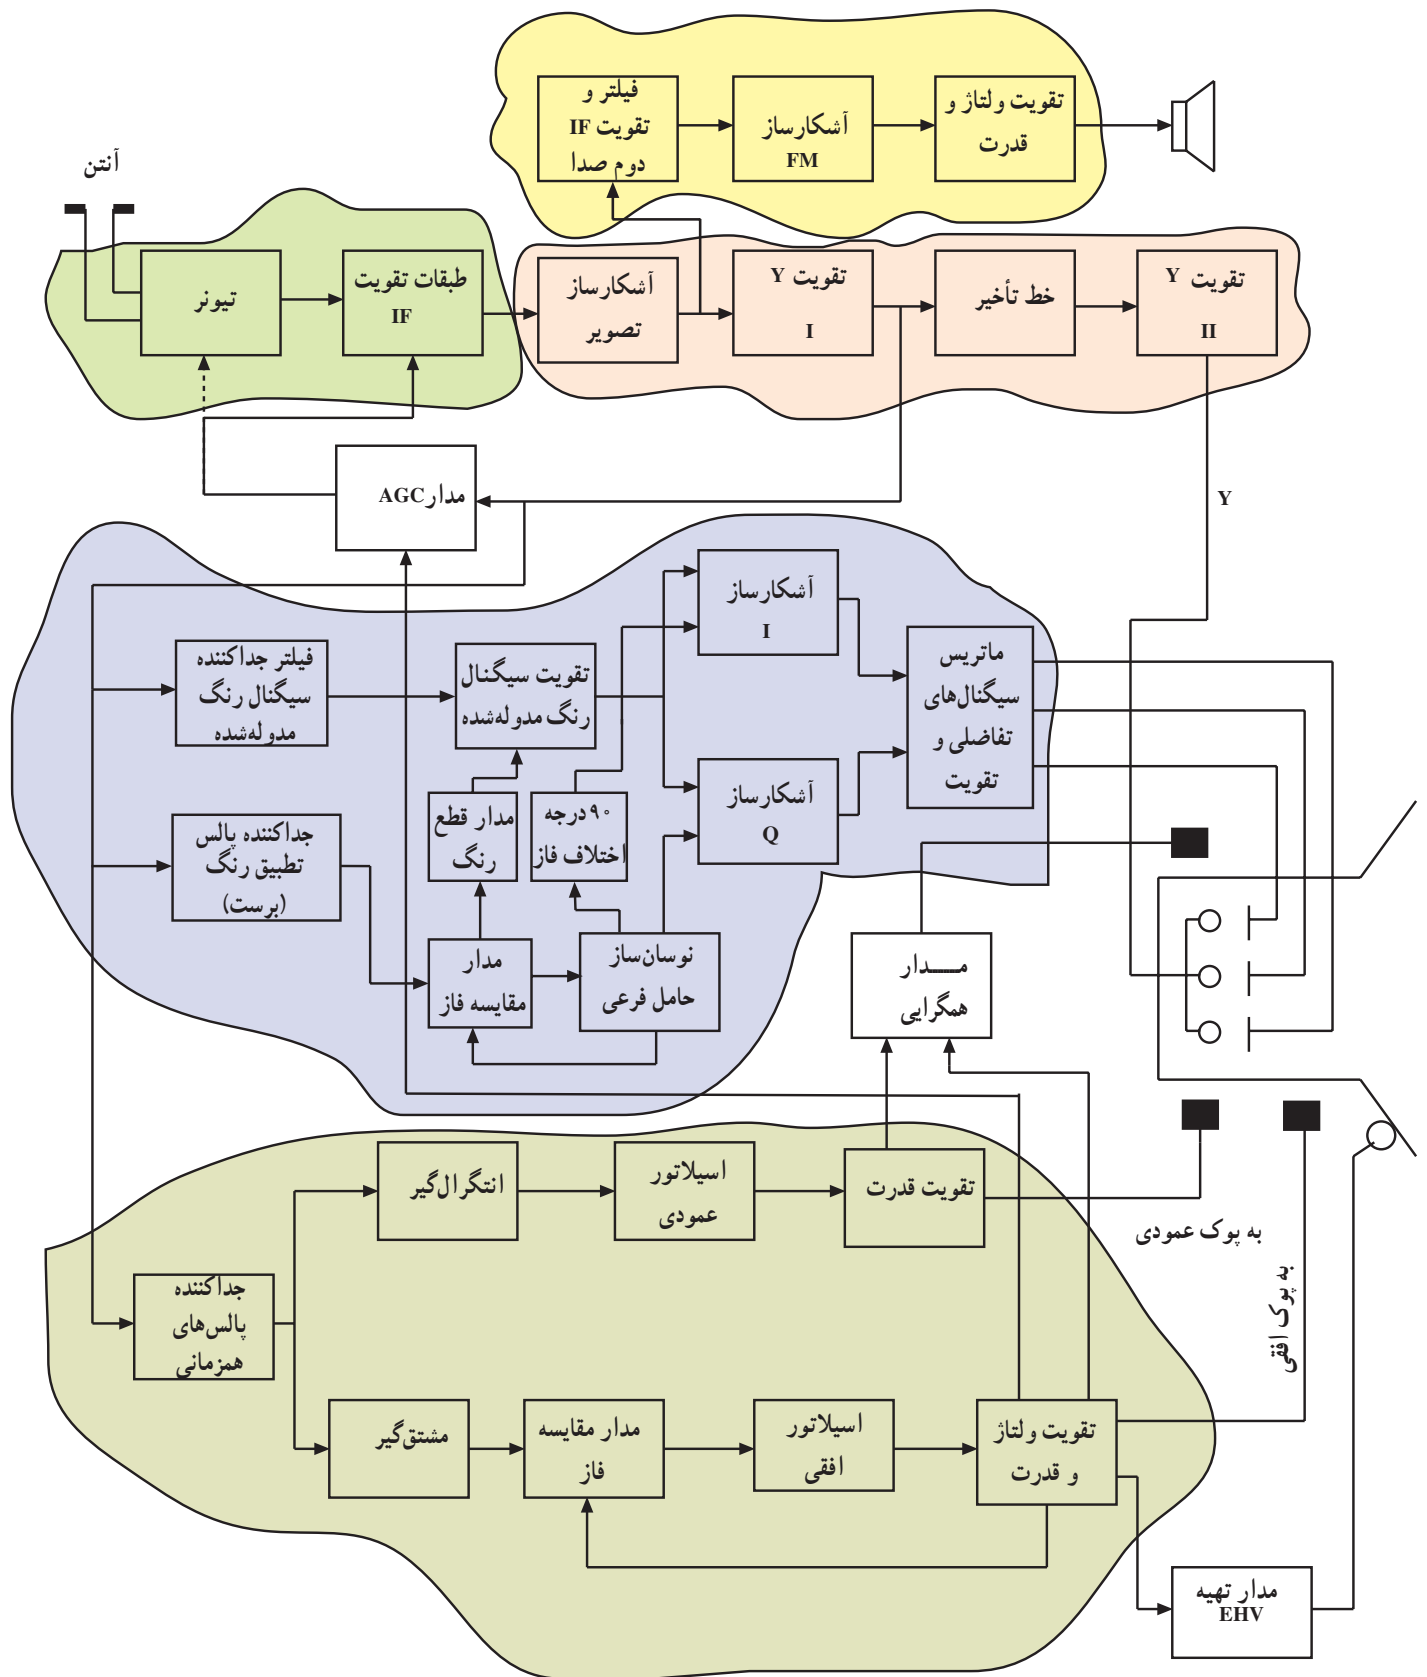 فیلتر و
تقویت IF
دوم صدا
آشکارساز
FM
تقویت ولتاژ و
قدرت
آنتن
تیونر
طبقات تقویت
IF
آشکارساز
تصویر
تقویت Y
I
خط تأخیر
تقویت Y
II
مدار AGC
Y
فیلتر جداکننده
سیگنال رنگ
مدوله‌شده
تقویت سیگنال
رنگ مدوله‌شده
آشکارساز
I
ماتریس
سیگنال‌های
تفاضلی و
تقویت
آشکارساز
Q
مدار قطع
رنگ
۹۰ درجه
اختلاف فاز
جداکننده پالس
تطبیق رنگ
(برست)
مدار
مقایسه فاز
نوسان‌ساز
حامل فرعی
مـــدار
همگرایی
انتگرال‌گیر
اسیلاتور
عمودی
تقویت قدرت
به پوک عمودی
به پوک افقی
جداکننده
پالس‌های
همزمانی
مشتق‌گیر
مدار مقایسه
فاز
اسیلاتور
افقی
تقویت ولتاژ
و قدرت
مدار تهیه
EHV